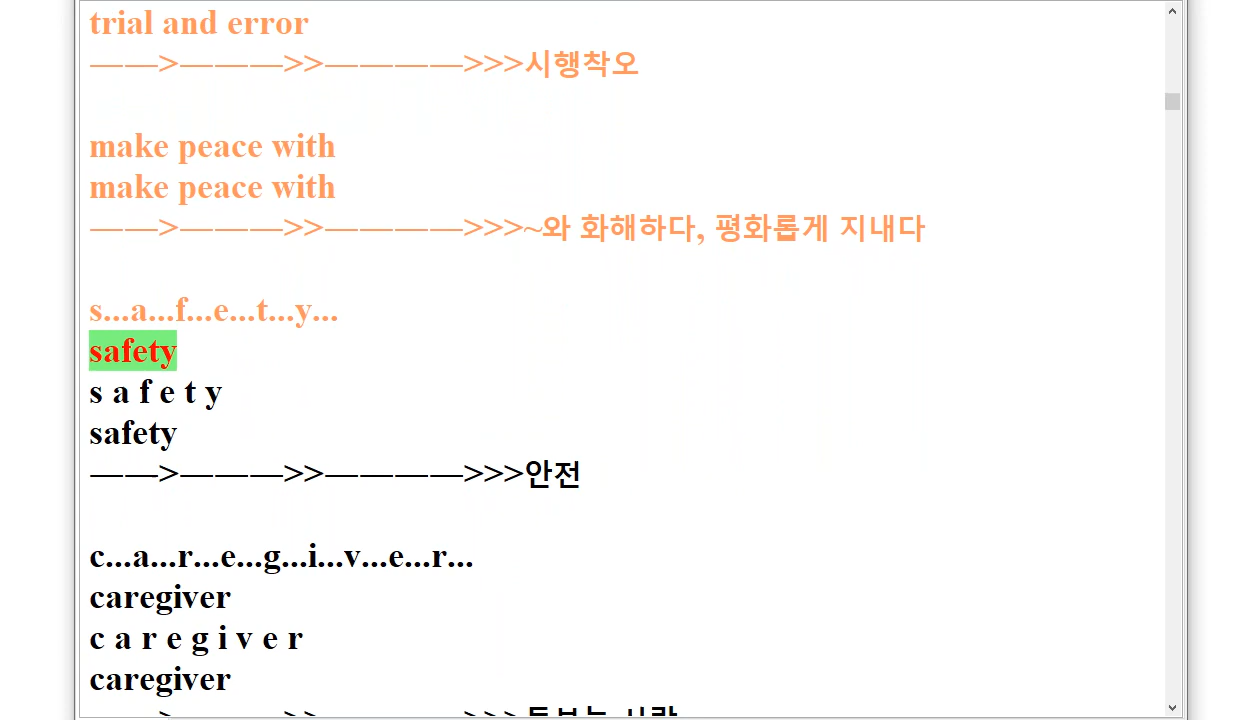 trial and error
——>———>>————>>>시행착오
make peace with
make peace with
——>———>>————>>>~와 화해하다, 평화롭게 지내다
s...a...f...e...t...y...
safety
s a f e t y
safety
——>———>>————>>>안전
c...a...r...e...g...i...v...e...r...
caregiver
c a r e g i v e r
caregiver
——>———>>————>>>